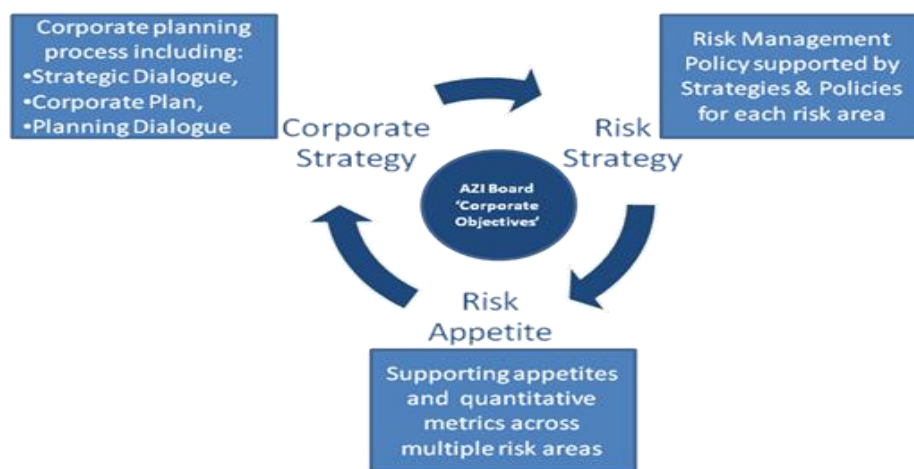 Corporate planning
process including:
•Strategic Dialogue,
•Corporate Plan,
•Planning Dialogue
Risk Management
Policy supported by
Strategies & Policies
for each risk area
Corporate
Strategy
Risk
Strategy
AZI Board
‘Corporate
Objectives’
Risk
Appetite
Supporting appetites
and quantitative
metrics across
multiple risk areas